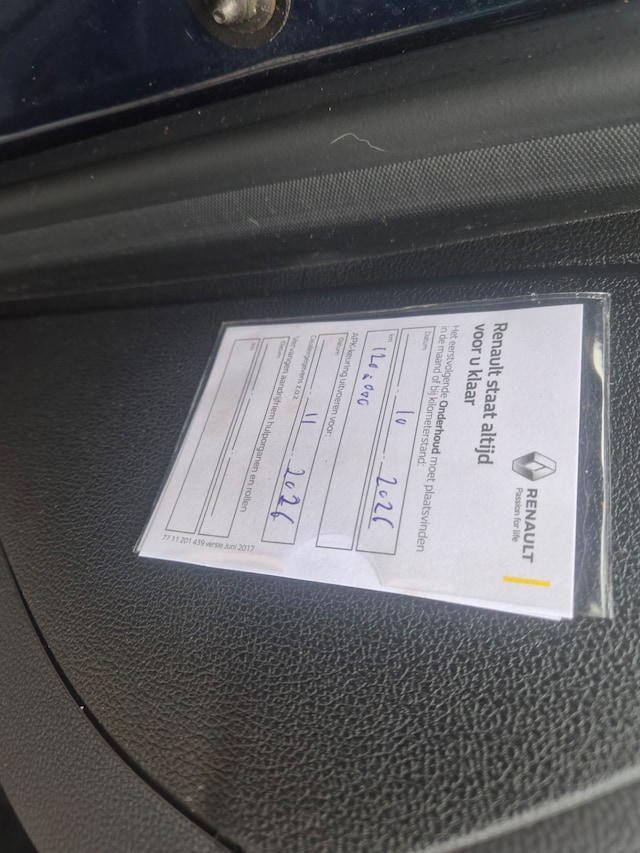 RENAULT
Passion for life
Renault staat altijd
voor u klaar
Het eerstvolgende Onderhoud moet plaatsvinden
in de maand of bij kilometerstand:
Datum
10 2026
km
120.000
APK-keuring uitvoeren voor:
Datum
11 2026
Vervangen aandrijfriem hulporganen en rollen
Datum
km
77 11 201 439 versie Juni 2017